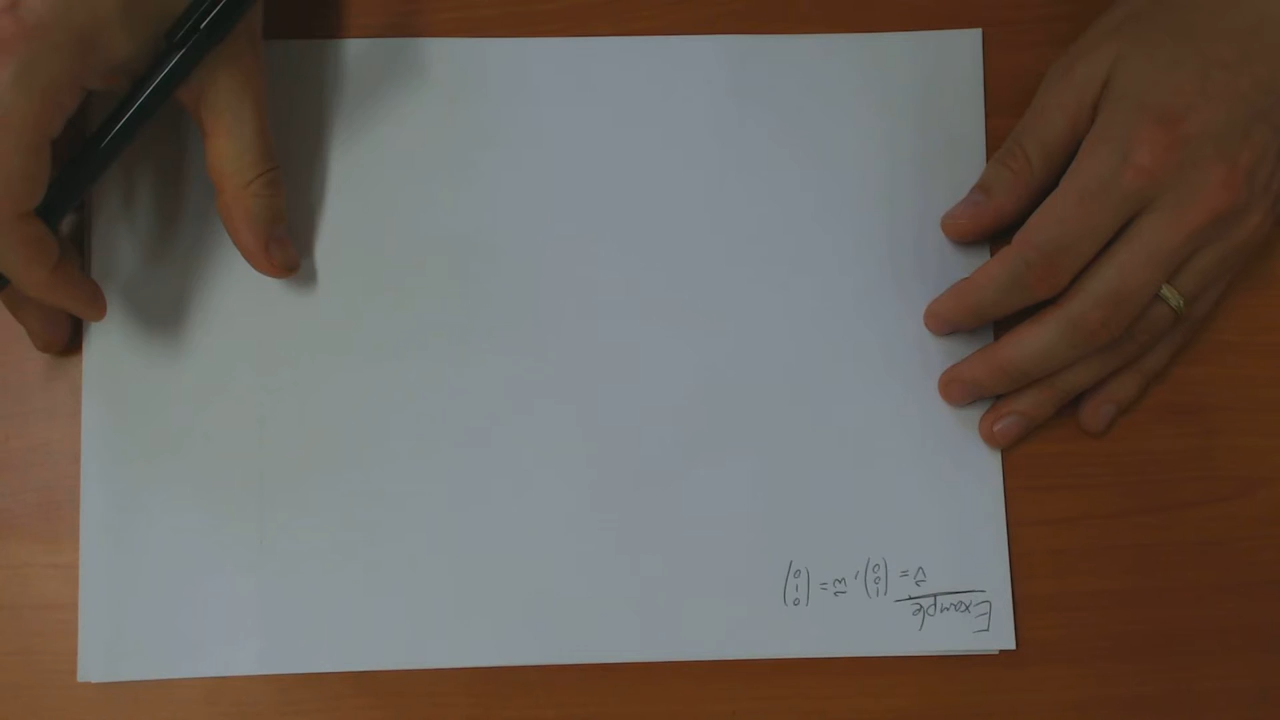 Example
v̰ = (1 0 0), w̰ = (0 1 0)